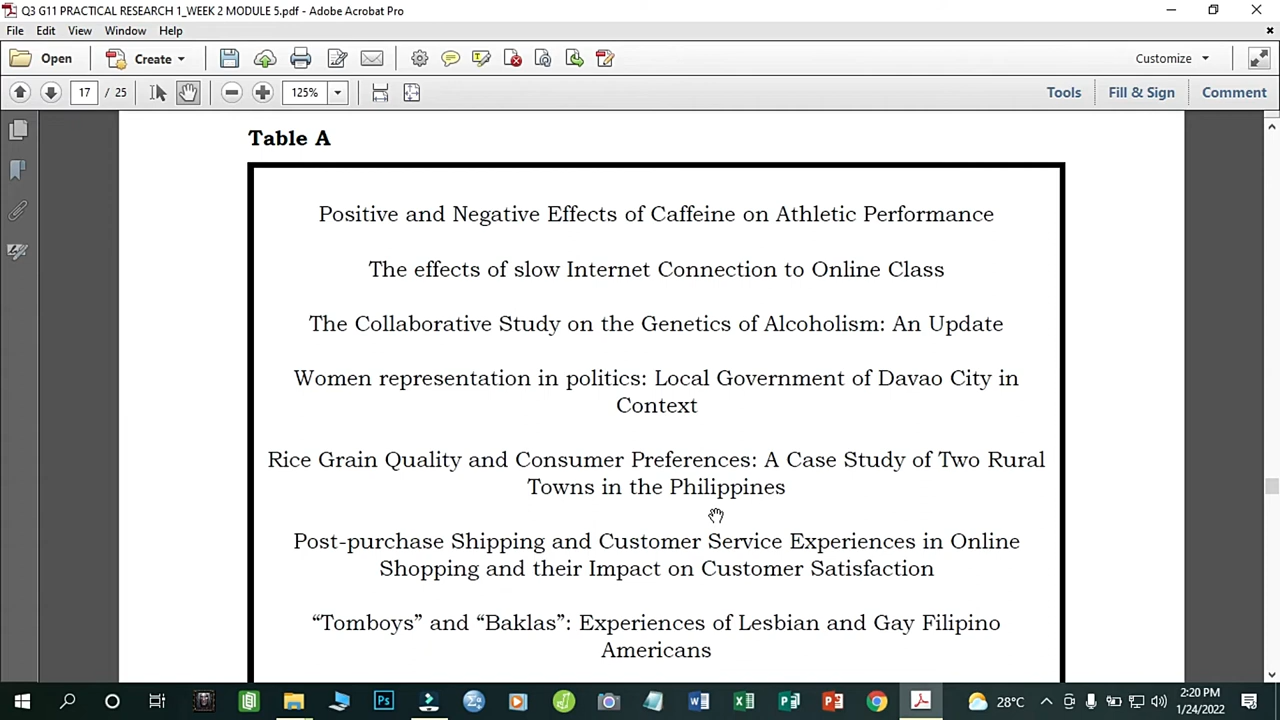 Q3 G11 PRACTICAL RESEARCH 1_WEEK 2 MODULE 5.pdf - Adobe Acrobat Pro
File Edit View Window Help
Open Create Customize
17 / 25 125% Tools Fill & Sign Comment
Table A
Positive and Negative Effects of Caffeine on Athletic Performance
The effects of slow Internet Connection to Online Class
The Collaborative Study on the Genetics of Alcoholism: An Update
Women representation in politics: Local Government of Davao City in
Context
Rice Grain Quality and Consumer Preferences: A Case Study of Two Rural
Towns in the Philippines
Post-purchase Shipping and Customer Service Experiences in Online
Shopping and their Impact on Customer Satisfaction
“Tomboys” and “Baklas”: Experiences of Lesbian and Gay Filipino
Americans
28°C 2:20 PM
1/24/2022